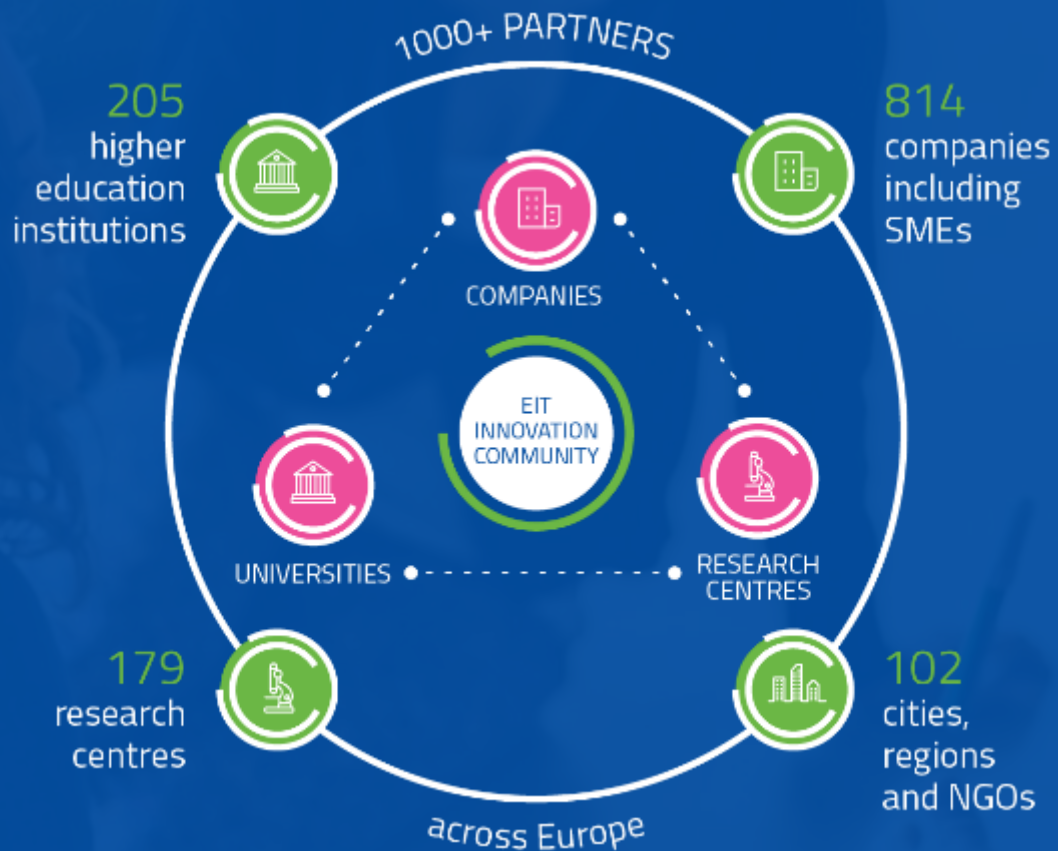 1000+ PARTNERS
205
higher
education
institutions
814
companies
including
SMEs
COMPANIES
EIT
INNOVATION
COMMUNITY
UNIVERSITIES
RESEARCH
CENTRES
179
research
centres
102
cities,
regions
and NGOs
across Europe